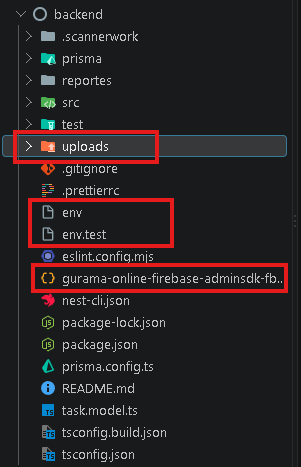 backend
.scannerwork
prisma
reportes
src
test
uploads
.gitignore
.prettierrc
env
env.test
eslint.config.mjs
gurama-online-firebase-adminsdk-fb...
nest-cli.json
package-lock.json
package.json
prisma.config.ts
README.md
task.model.ts
tsconfig.build.json
tsconfig.json